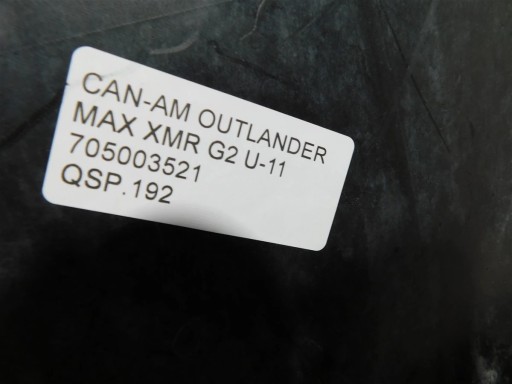 CAN-AM OUTLANDER
MAX XMR G2 U-11
705003521
QSP.192